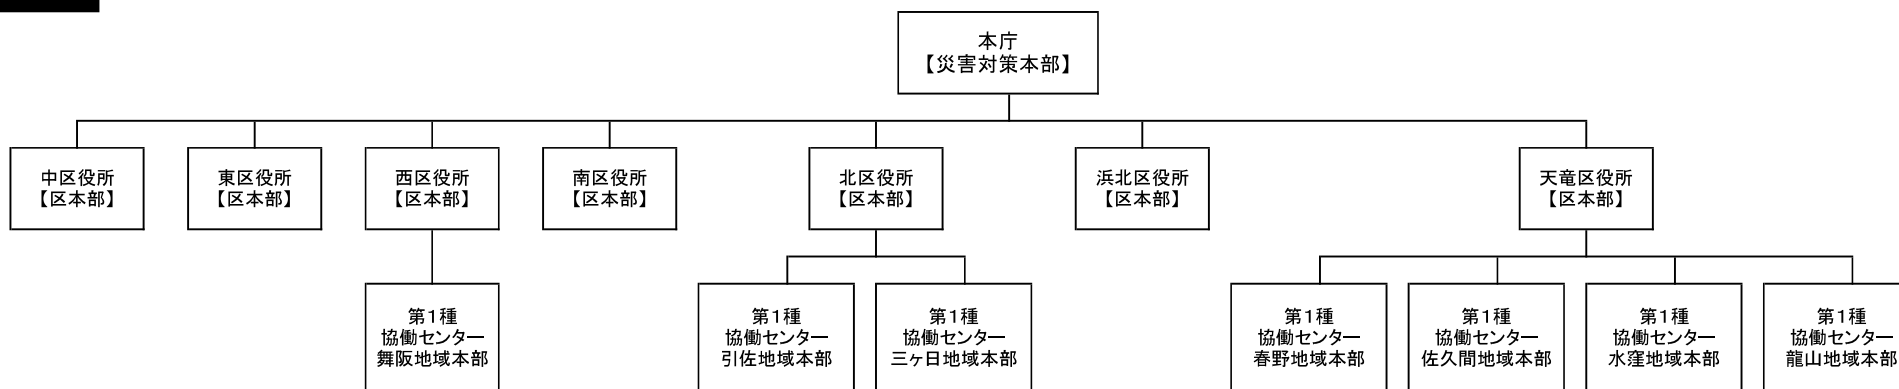 本庁
【災害対策本部】
中区役所
【区本部】
東区役所
【区本部】
西区役所
【区本部】
南区役所
【区本部】
北区役所
【区本部】
浜北区役所
【区本部】
天竜区役所
【区本部】
第1種
協働センター
舞阪地域本部
第1種
協働センター
引佐地域本部
第1種
協働センター
三ヶ日地域本部
第1種
協働センター
春野地域本部
第1種
協働センター
佐久間地域本部
第1種
協働センター
水窪地域本部
第1種
協働センター
龍山地域本部